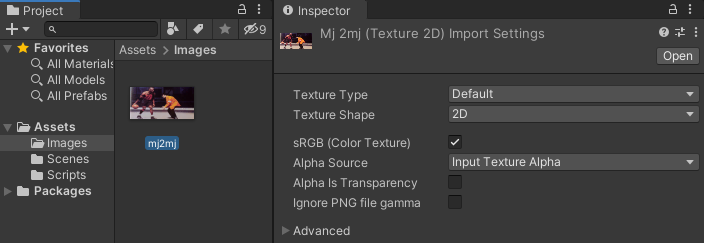 Project
9
Favorites
All Materials
All Models
All Prefabs
Assets
Images
Scenes
Scripts
Packages
Assets > Images
mj2mj
Inspector
Mj 2mj (Texture 2D) Import Settings
Open
Texture Type Default
Texture Shape 2D
sRGB (Color Texture)
Alpha Source Input Texture Alpha
Alpha Is Transparency
Ignore PNG file gamma
Advanced